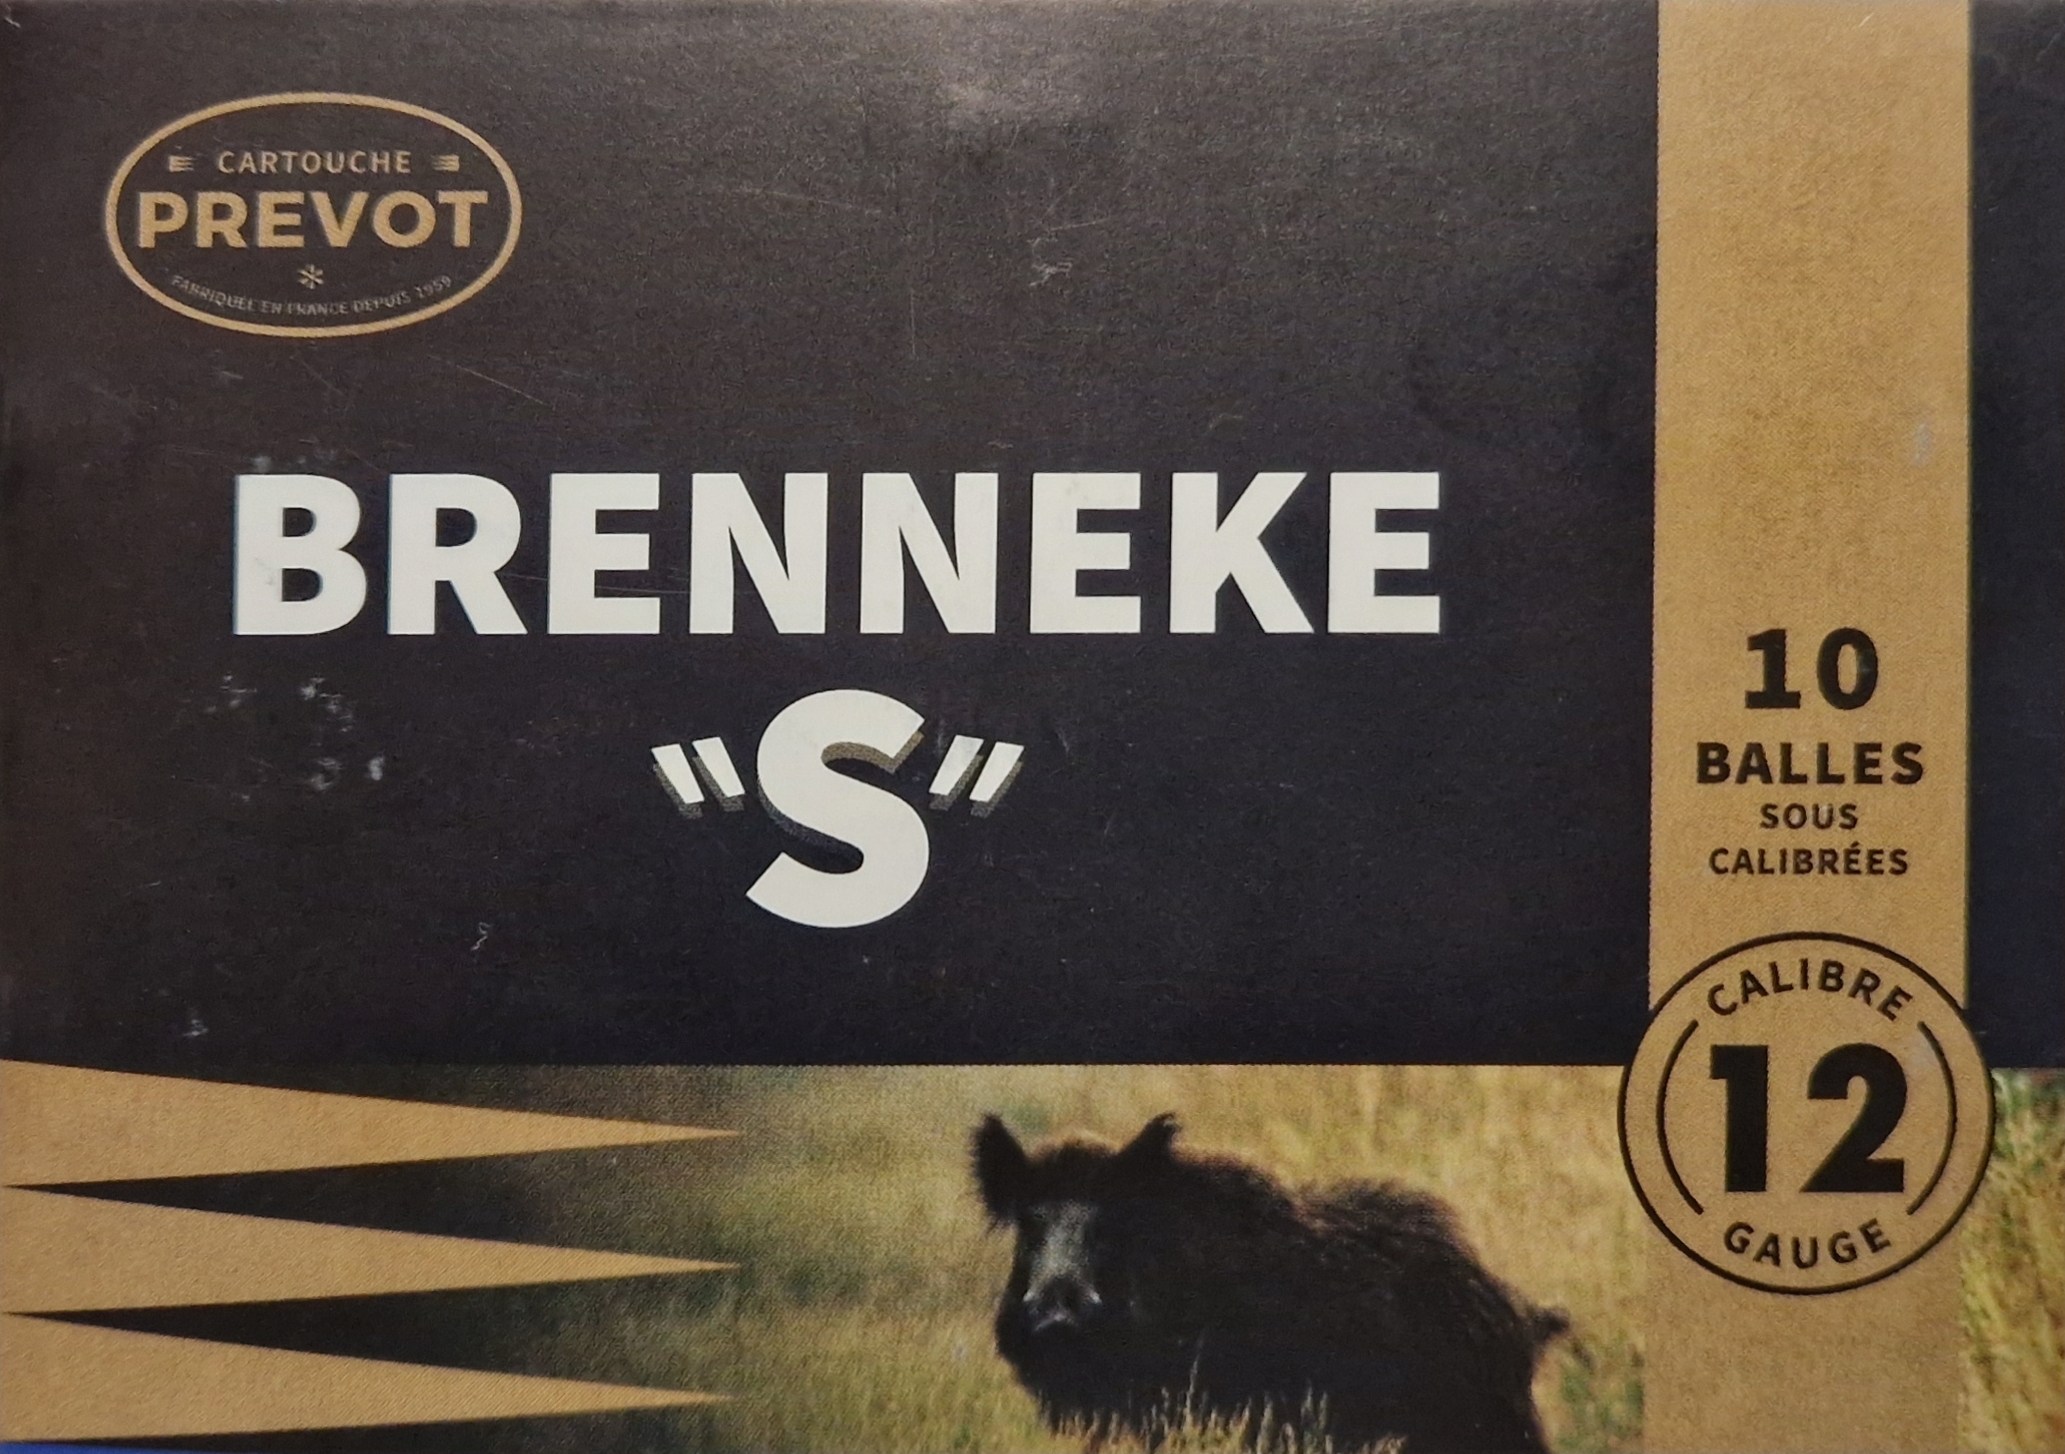 CARTOUCHE
PREVOT
FABRIQUÉE EN FRANCE DEPUIS 1959
BRENNEKE
"S"
10
BALLES
SOUS
CALIBRÉES
CALIBRE
12
GAUGE